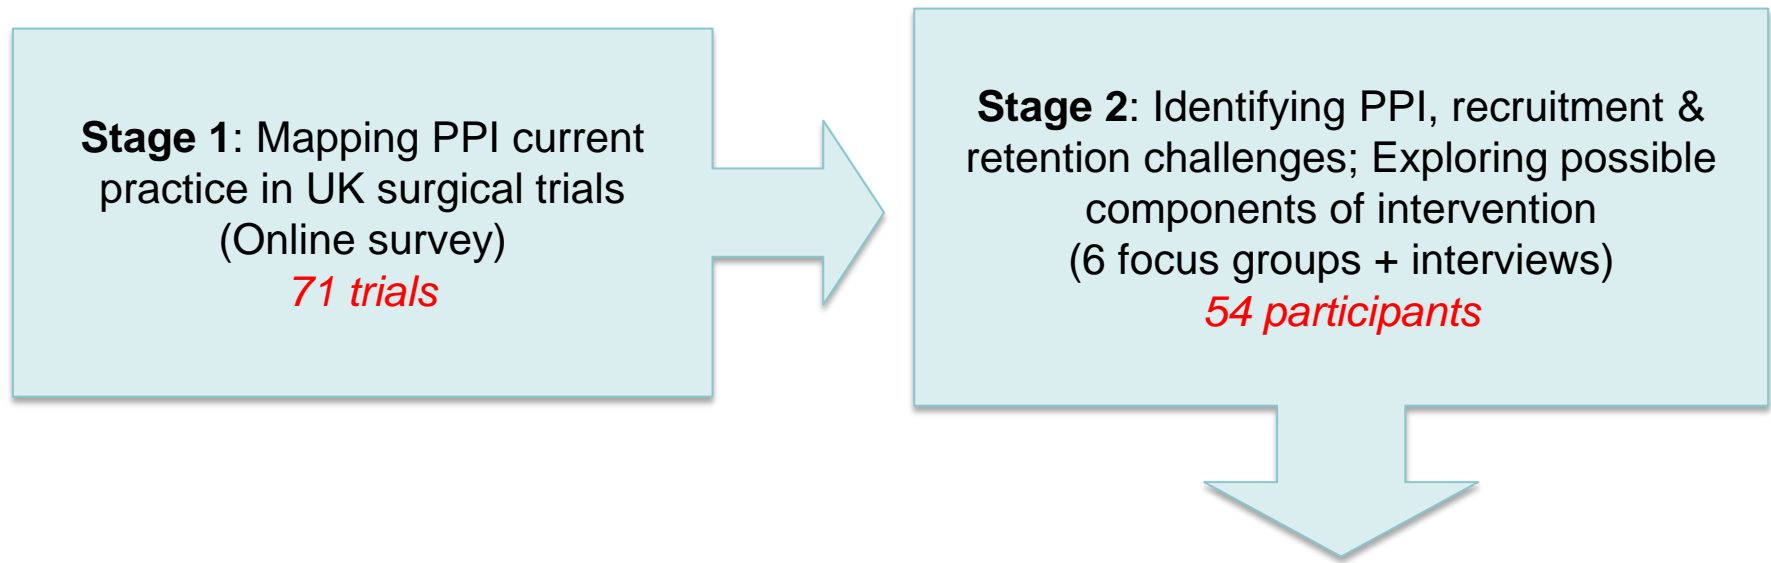 Stage 1: Mapping PPI current
practice in UK surgical trials
(Online survey)
71 trials
Stage 2: Identifying PPI, recruitment &
retention challenges; Exploring possible
components of intervention
(6 focus groups + interviews)
54 participants